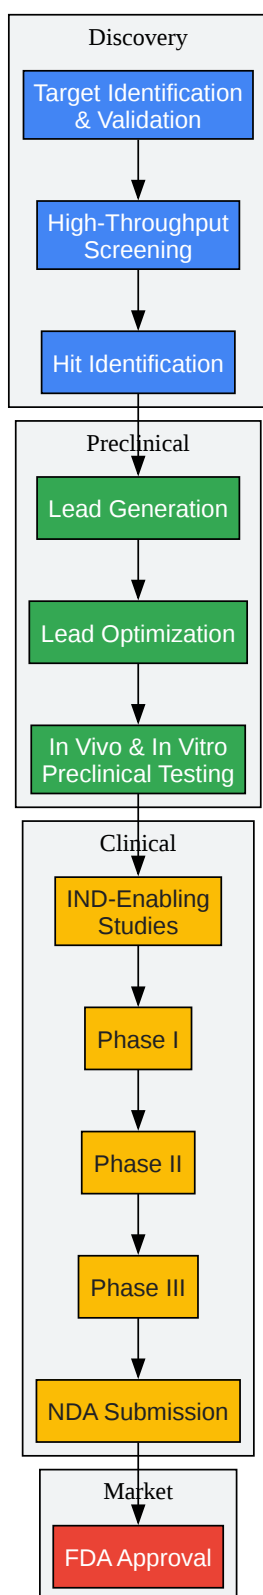 Discovery
Target Identification
& Validation
High-Throughput
Screening
Hit Identification
Preclinical
Lead Generation
Lead Optimization
In Vivo & In Vitro
Preclinical Testing
Clinical
IND-Enabling
Studies
Phase I
Phase II
Phase III
NDA Submission
Market
FDA Approval